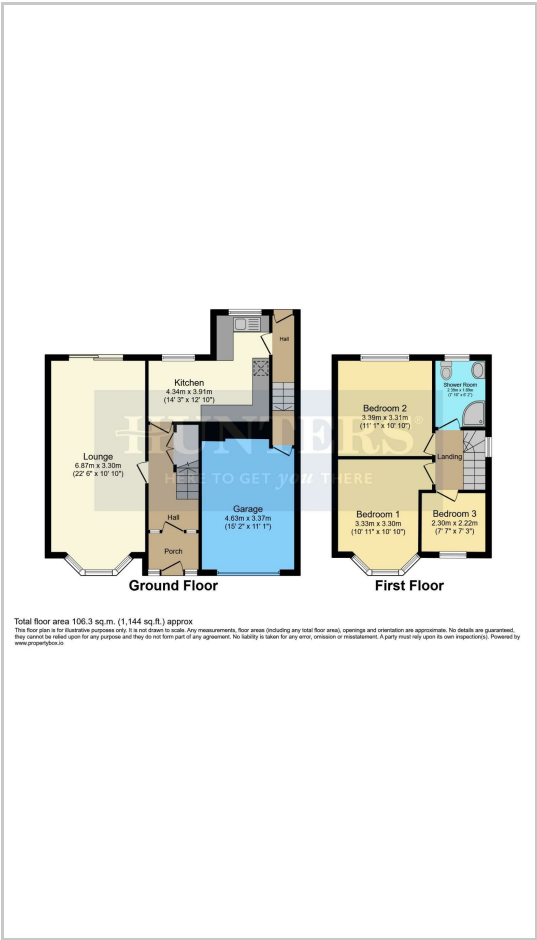 Hall
Kitchen
4.34m x 3.91m
(14' 3" x 12' 10")
Lounge
6.87m x 3.30m
(22' 6" x 10' 10")
Hall
Porch
Garage
4.63m x 3.37m
(15' 2" x 11' 1")
Ground Floor
Shower Room
2.39m x 1.89m
(7' 10" x 6' 2")
Bedroom 2
3.39m x 3.31m
(11' 1" x 10' 10")
Landing
Bedroom 1
3.33m x 3.30m
(10' 11" x 10' 10")
Bedroom 3
2.30m x 2.22m
(7' 7" x 7' 3")
First Floor
HUNTERS
HERE TO GET you THERE
Total floor area 106.3 sq.m. (1,144 sq.ft.) approx
This floor plan is for illustrative purposes only. It is not drawn to scale. Any measurements, floor areas (including any total floor area), openings and orientation are approximate. No details are guaranteed,
they cannot be relied upon for any purpose and they do not form part of any agreement. No liability is taken for any error, omission or misstatement. A party must rely upon its own inspection(s). Powered by
www.propertybox.io